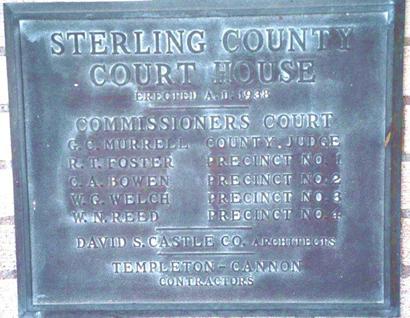 STERLING COUNTY
COURT HOUSE
ERECTED A.D. 1938
COMMISSIONERS COURT
G. C. MURRELL COUNTY JUDGE
R. T. FOSTER PRECINCT NO. 1
C. A. BOWEN PRECINCT NO. 2
W. G. WELCH PRECINCT NO. 3
W. N. REED PRECINCT NO. 4
DAVID S. CASTLE CO. ARCHITECTS
TEMPLETON - CANNON
CONTRACTORS